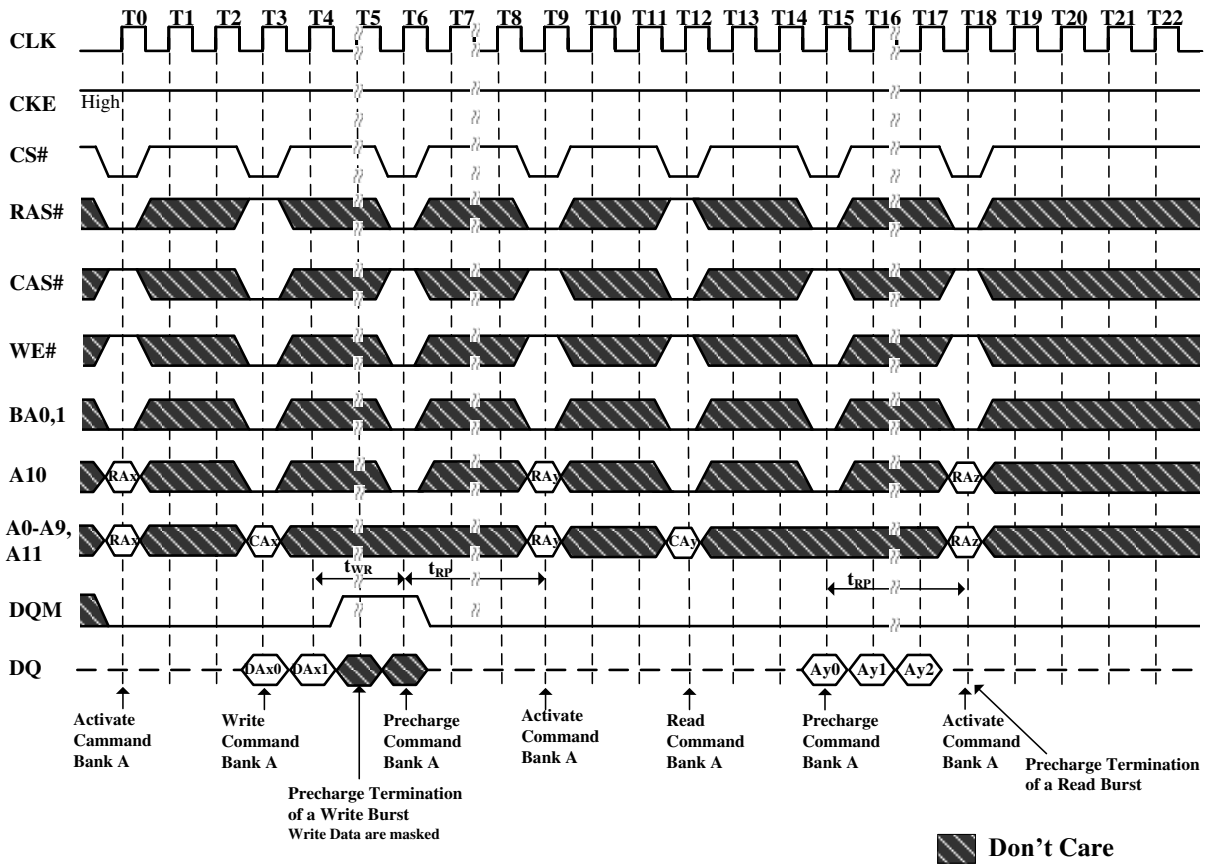 T0 T1 T2 T3 T4 T5 T6 T7 T8 T9 T10 T11 T12 T13 T14 T15 T16 T17 T18 T19 T20 T21 T22
CLK
CKE High
CS#
RAS#
CAS#
WE#
BA0,1
A10 RAx RAy RAz
A0-A9,
A11 RAx CAx RAy CAy RAz
tWR tRP tRP
DQM
DQ DAx0 DAx1 Ay0 Ay1 Ay2
Activate
Cammand
Bank A
Write
Command
Bank A
Precharge
Command
Bank A
Activate
Command
Bank A
Read
Command
Bank A
Precharge
Command
Bank A
Activate
Command
Bank A
Precharge Termination
of a Write Burst
Write Data are masked
Precharge Termination
of a Read Burst
Don't Care